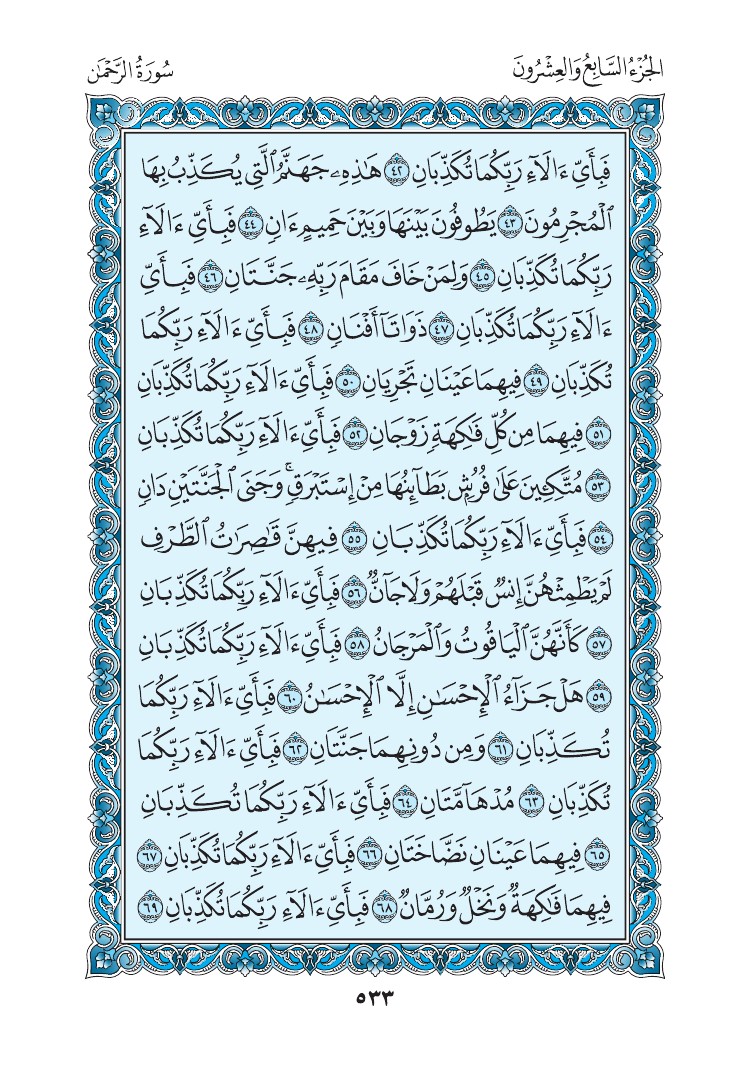 الجُزْءُ السَّابِعُ وَالعِشْرُونَ
سُورَةُ الرَّحْمَٰن
فَبِأَيِّ ءَالَآءِ رَبِّكُمَا تُكَذِّبَانِ ٤٢ هَٰذِهِۦ جَهَنَّمُ ٱلَّتِي يُكَذِّبُ بِهَا
ٱلْمُجْرِمُونَ ٤٣ يَطُوفُونَ بَيْنَهَا وَبَيْنَ حَمِيمٍ ءَانٍ ٤٤ فَبِأَيِّ ءَالَآءِ
رَبِّكُمَا تُكَذِّبَانِ ٤٥ وَلِمَنْ خَافَ مَقَامَ رَبِّهِۦ جَنَّتَانِ ٤٦ فَبِأَيِّ
ءَالَآءِ رَبِّكُمَا تُكَذِّبَانِ ٤٧ ذَوَاتَآ أَفْنَانٍ ٤٨ فَبِأَيِّ ءَالَآءِ رَبِّكُمَا
تُكَذِّبَانِ ٤٩ فِيهِمَا عَيْنَانِ تَجْرِيَانِ ٥٠ فَبِأَيِّ ءَالَآءِ رَبِّكُمَا تُكَذِّبَانِ
٥١ فِيهِمَا مِن كُلِّ فَٰكِهَةٍ زَوْجَانِ ٥٢ فَبِأَيِّ ءَالَآءِ رَبِّكُمَا تُكَذِّبَانِ
٥٣ مُتَّكِـِٔينَ عَلَىٰ فُرُشٍۭ بَطَآئِنُهَا مِنْ إِسْتَبْرَقٍ ۚ وَجَنَى ٱلْجَنَّتَيْنِ دَانٍ
٥٤ فَبِأَيِّ ءَالَآءِ رَبِّكُمَا تُكَذِّبَانِ ٥٥ فِيهِنَّ قَٰصِرَٰتُ ٱلطَّرْفِ
لَمْ يَطْمِثْهُنَّ إِنسٌ قَبْلَهُمْ وَلَا جَآنٌّ ٥٦ فَبِأَيِّ ءَالَآءِ رَبِّكُمَا تُكَذِّبَانِ
٥٧ كَأَنَّهُنَّ ٱلْيَاقُوتُ وَٱلْمَرْجَانُ ٥٨ فَبِأَيِّ ءَالَآءِ رَبِّكُمَا تُكَذِّبَانِ
٥٩ هَلْ جَزَآءُ ٱلْإِحْسَٰنِ إِلَّا ٱلْإِحْسَٰنُ ٦٠ فَبِأَيِّ ءَالَآءِ رَبِّكُمَا
تُكَذِّبَانِ ٦١ وَمِن دُونِهِمَا جَنَّتَانِ ٦٢ فَبِأَيِّ ءَالَآءِ رَبِّكُمَا
تُكَذِّبَانِ ٦٣ مُدْهَآمَّتَانِ ٦٤ فَبِأَيِّ ءَالَآءِ رَبِّكُمَا تُكَذِّبَانِ
٦٥ فِيهِمَا عَيْنَانِ نَضَّاخَتَانِ ٦٦ فَبِأَيِّ ءَالَآءِ رَبِّكُمَا تُكَذِّبَانِ ٦٧
فِيهِمَا فَٰكِهَةٌ وَنَخْلٌ وَرُمَّانٌ ٦٨ فَبِأَيِّ ءَالَآءِ رَبِّكُمَا تُكَذِّبَانِ ٦٩
٥٣٣